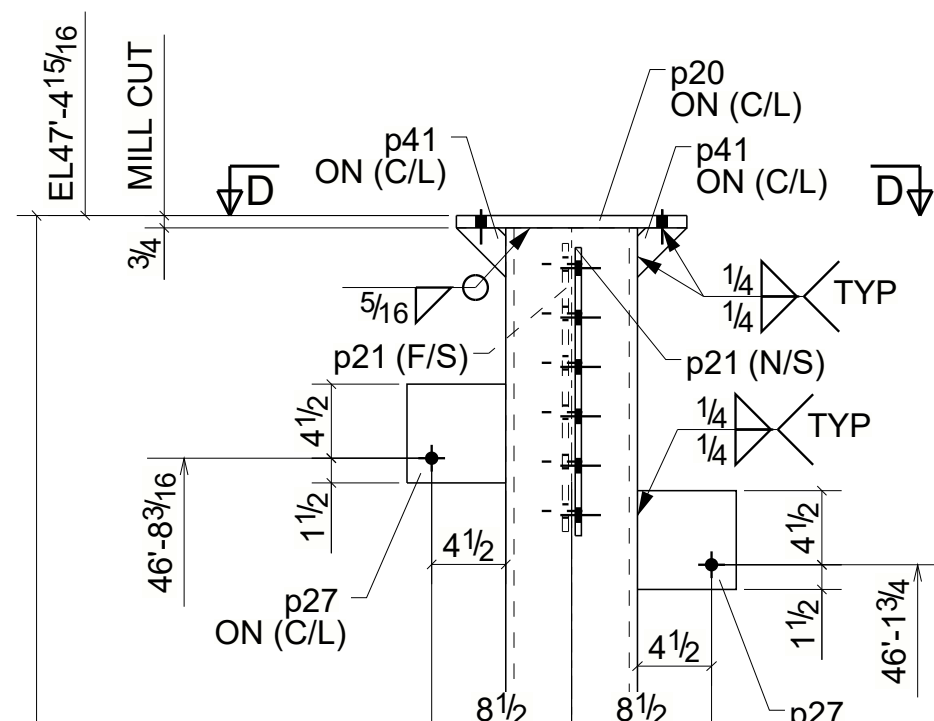 EL47'-4 15/16
MILL CUT
3/4
D
D
p20
ON (C/L)
p41
ON (C/L)
p41
ON (C/L)
5/16
1/4
1/4
TYP
p21 (F/S)
p21 (N/S)
4 1/2
1 1/2
46'-8 3/16
4 1/2
p27
ON (C/L)
1/4
1/4
TYP
4 1/2
1 1/2
46'-1 3/4
4 1/2
8 1/2
8 1/2
p27